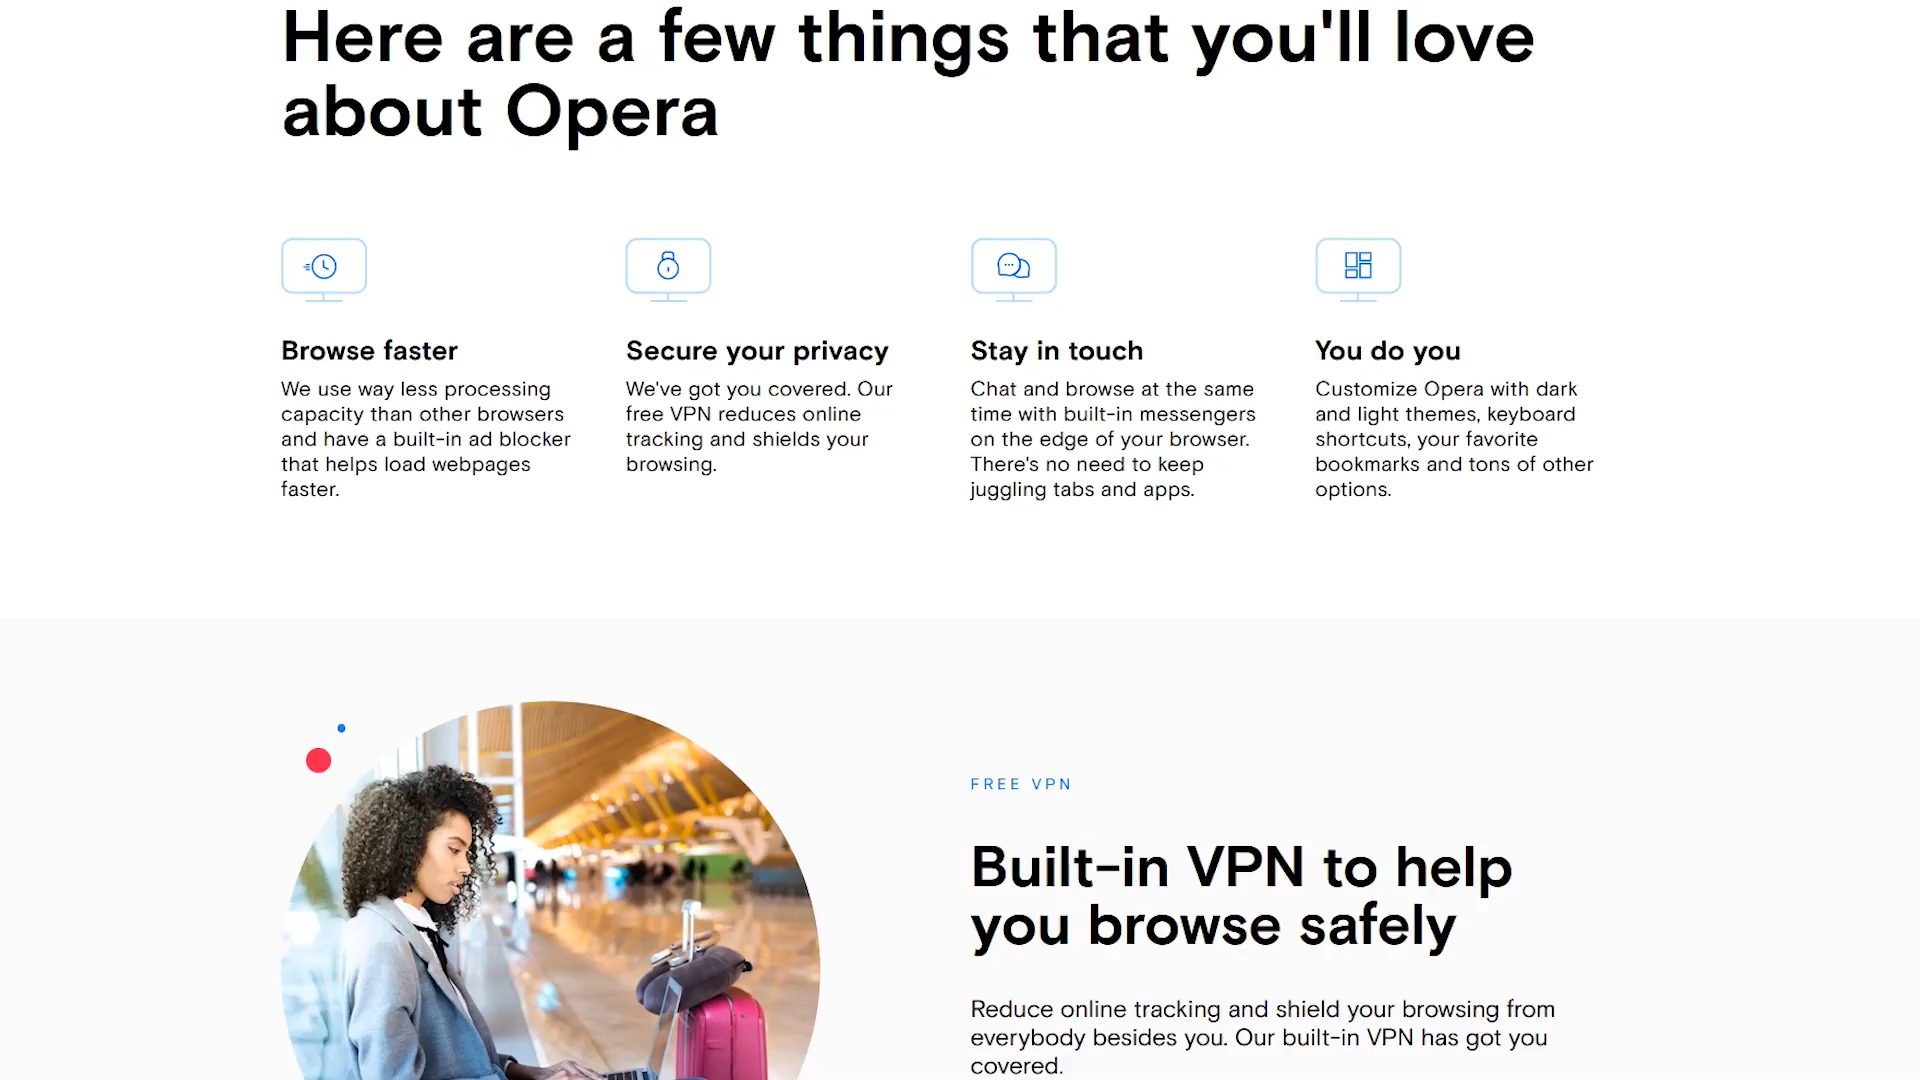 Here are a few things that you'll love
about Opera
Browse faster
We use way less processing
capacity than other browsers
and have a built-in ad blocker
that helps load webpages
faster.
Secure your privacy
We've got you covered. Our
free VPN reduces online
tracking and shields your
browsing.
Stay in touch
Chat and browse at the same
time with built-in messengers
on the edge of your browser.
There's no need to keep
juggling tabs and apps.
You do you
Customize Opera with dark
and light themes, keyboard
shortcuts, your favorite
bookmarks and tons of other
options.
FREE VPN
Built-in VPN to help
you browse safely
Reduce online tracking and shield your browsing from
everybody besides you. Our built-in VPN has got you
covered.